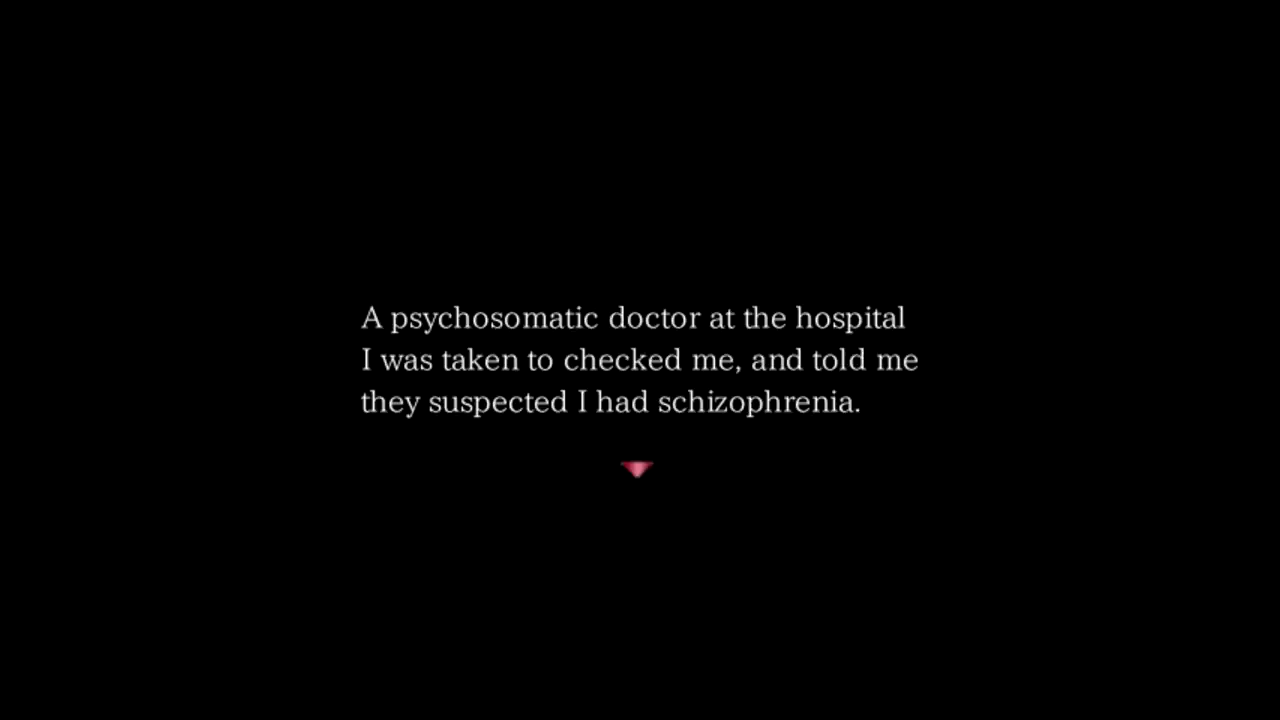 A psychosomatic doctor at the hospital
I was taken to checked me, and told me
they suspected I had schizophrenia.